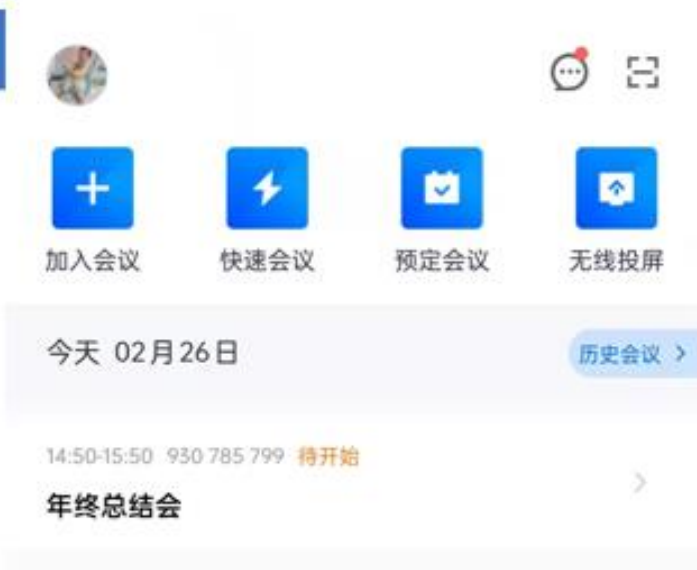 加入会议 快速会议 预定会议 无线投屏
今天 02月26日 历史会议 >
14:50-15:50 930 785 799 待开始
年终总结会